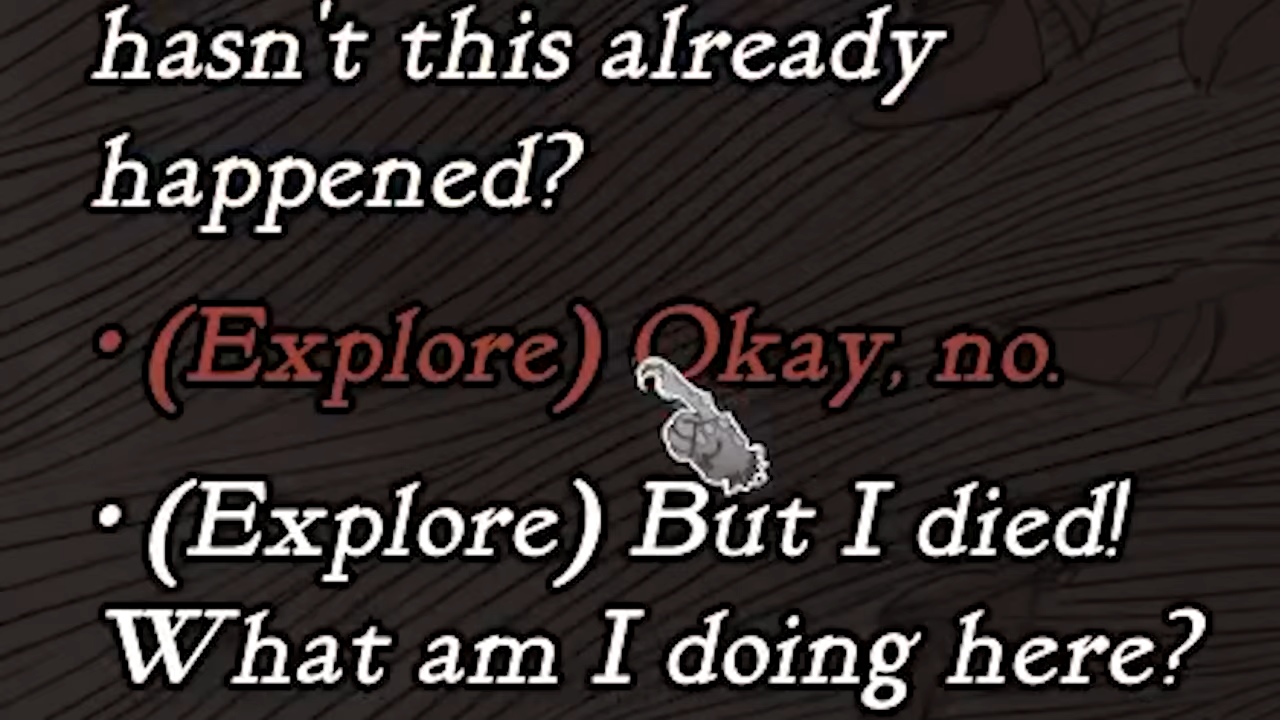 hasn't this already
happened?
• (Explore) Okay, no.
• (Explore) But I died!
What am I doing here?